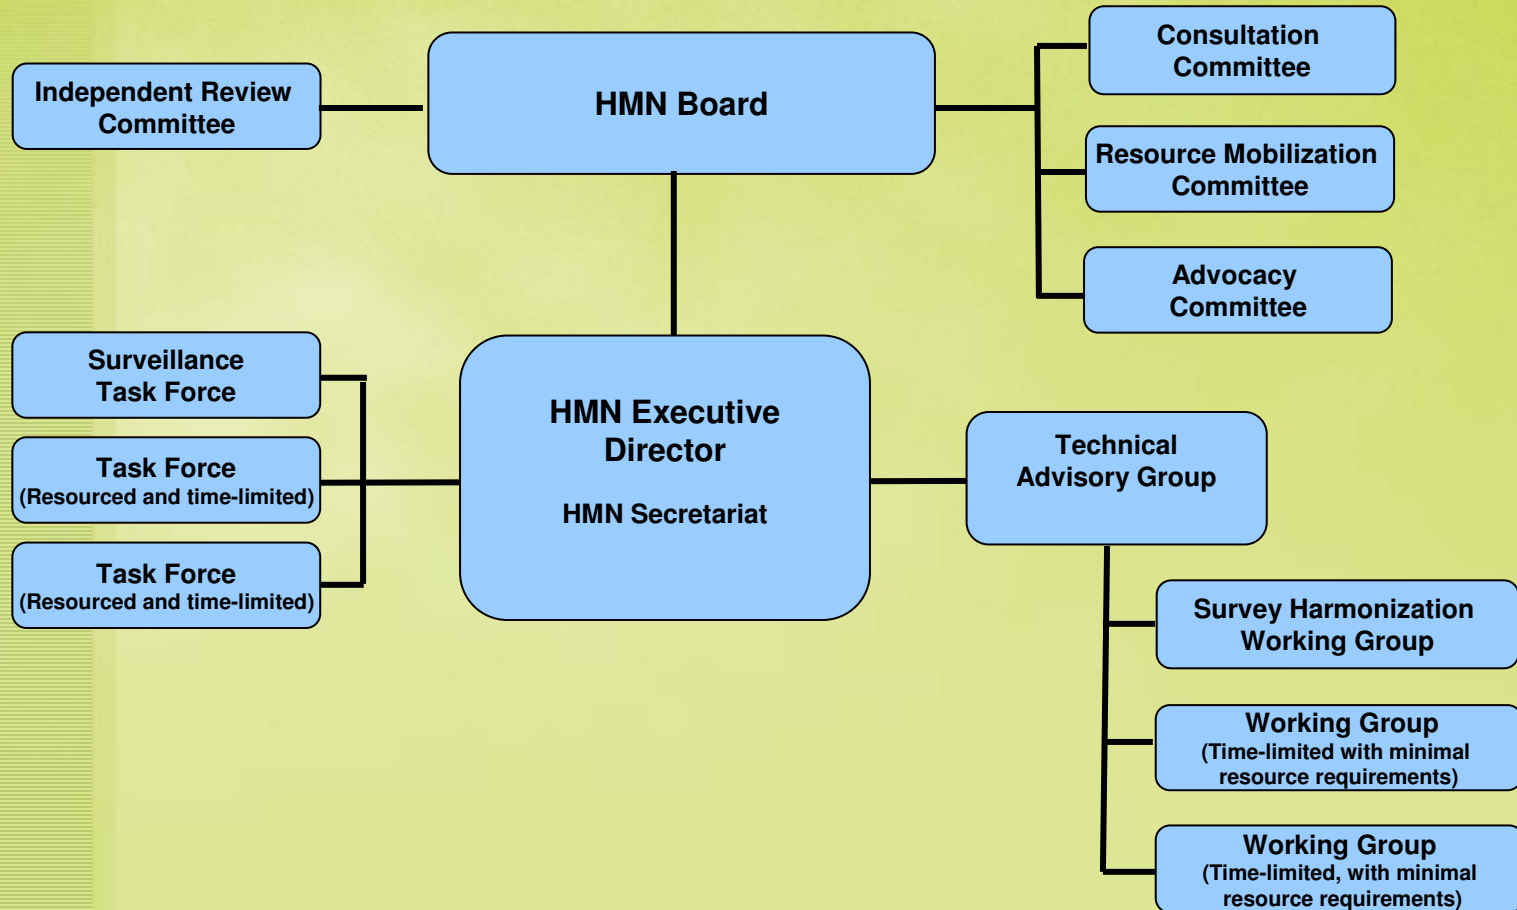 Independent Review
Committee
HMN Board
Consultation
Committee
Resource Mobilization
Committee
Advocacy
Committee
Surveillance
Task Force
Task Force
(Resourced and time-limited)
Task Force
(Resourced and time-limited)
HMN Executive
Director
HMN Secretariat
Technical
Advisory Group
Survey Harmonization
Working Group
Working Group
(Time-limited with minimal
resource requirements)
Working Group
(Time-limited, with minimal
resource requirements)